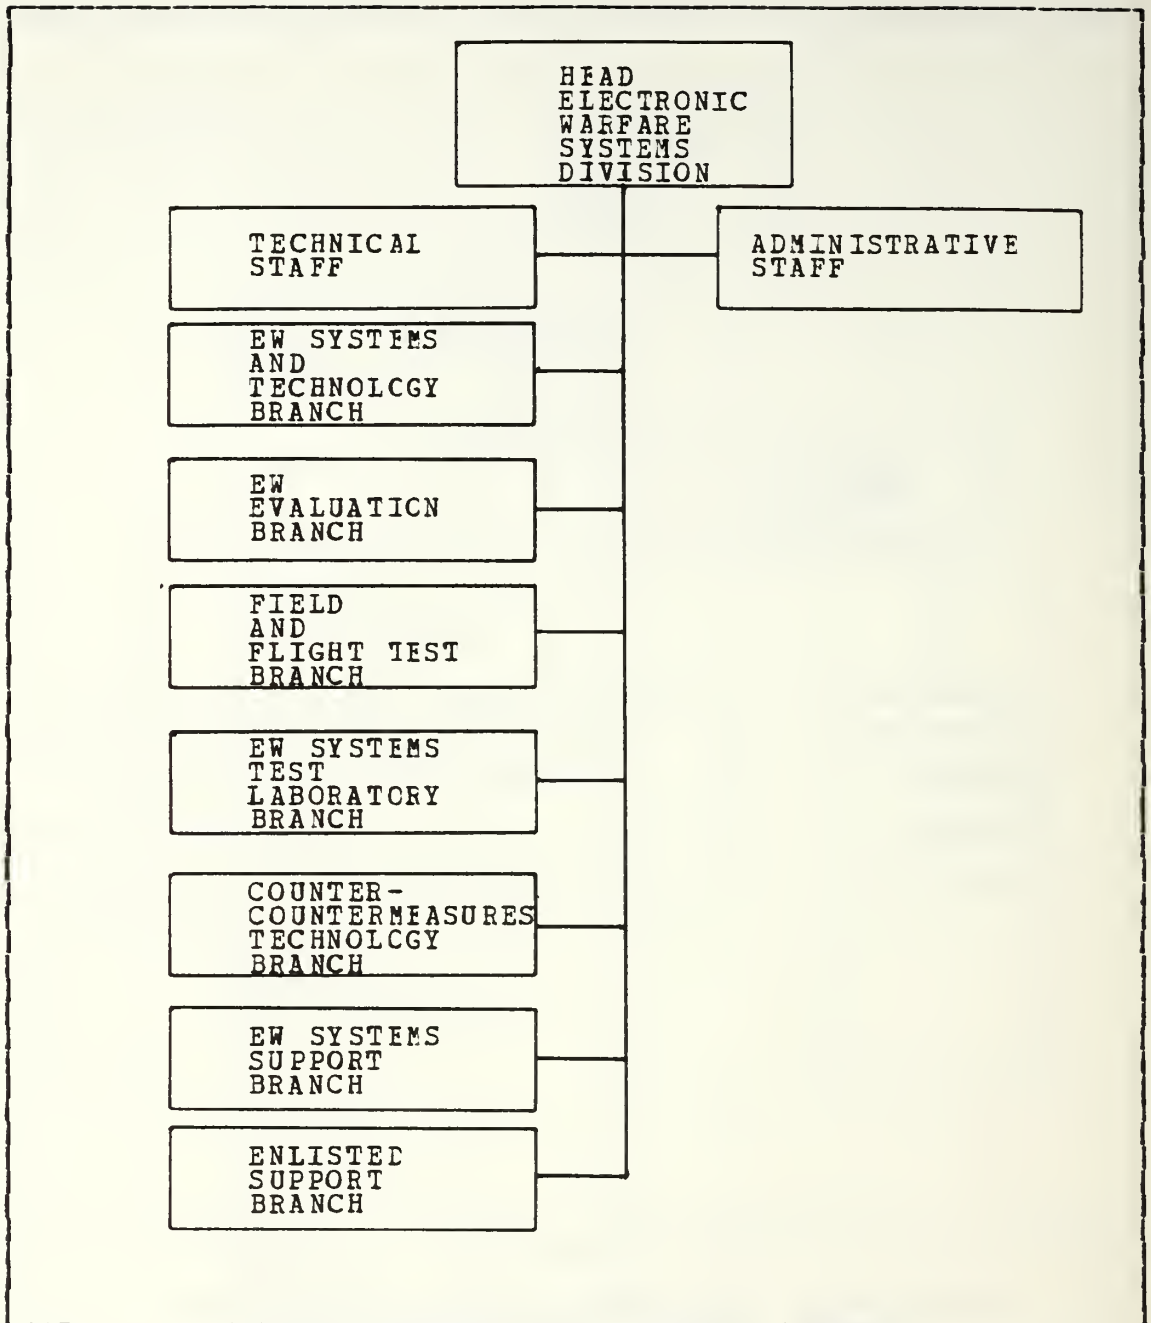 HEAD
ELECTRONIC
WARFARE
SYSTEMS
DIVISION
TECHNICAL
STAFF
ADMINISTRATIVE
STAFF
EW SYSTEMS
AND
TECHNOLCGY
BRANCH
EW
EVALUATICN
BRANCH
FIELD
AND
FLIGHT TEST
BRANCH
EW SYSTEMS
TEST
LABORATCRY
BRANCH
COUNTER-
COUNTERMEASURES
TECHNOLCGY
BRANCH
EW SYSTEMS
SUPPORT
BRANCH
ENLISTED
SUPPORT
BRANCH